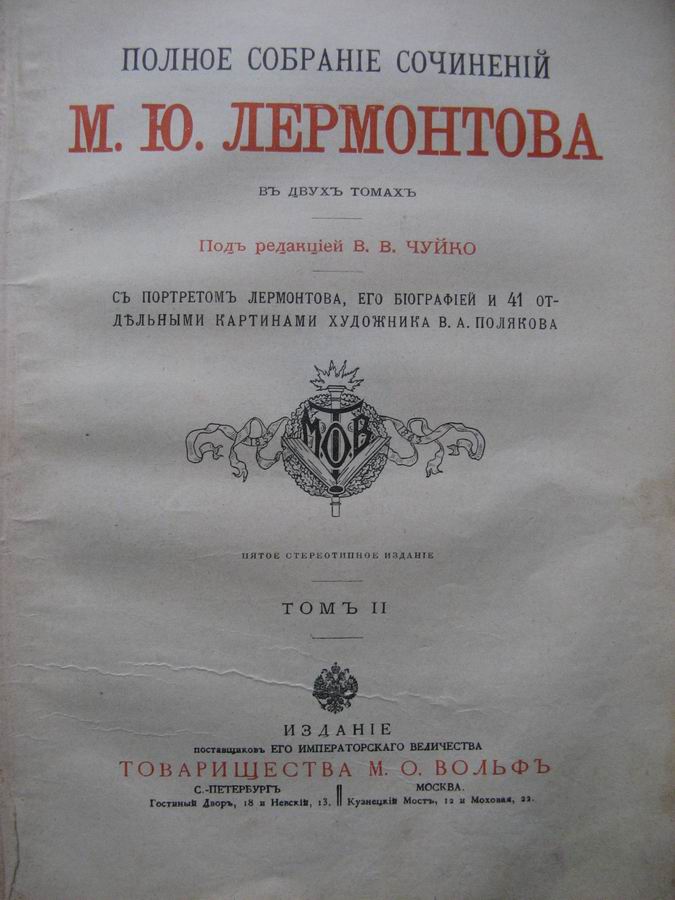 ПОЛНОЕ СОБРАНІЕ СОЧИНЕНІЙ
М. Ю. ЛЕРМОНТОВА
ВЪ ДВУХЪ ТОМАХЪ
Подъ редакціей В. В. ЧУЙКО
СЪ ПОРТРЕТОМЪ ЛЕРМОНТОВА, ЕГО БІОГРАФІЕЙ И 41 ОТ-
ДѢЛЬНЫМИ КАРТИНАМИ ХУДОЖНИКА В. А. ПОЛЯКОВА
Т
М.О.В
ПЯТОЕ СТЕРЕОТИПНОЕ ИЗДАНІЕ
ТОМЪ II
ИЗДАНІЕ
поставщиковъ ЕГО ИМПЕРАТОРСКАГО ВЕЛИЧЕСТВА
ТОВАРИЩЕСТВА М. О. ВОЛЬФЪ
С.-ПЕТЕРБУРГЪ
Гостиный Дворъ, 18 и Невскій, 13.
МОСКВА.
Кузнецкій Мостъ, 12 и Моховая, 22.